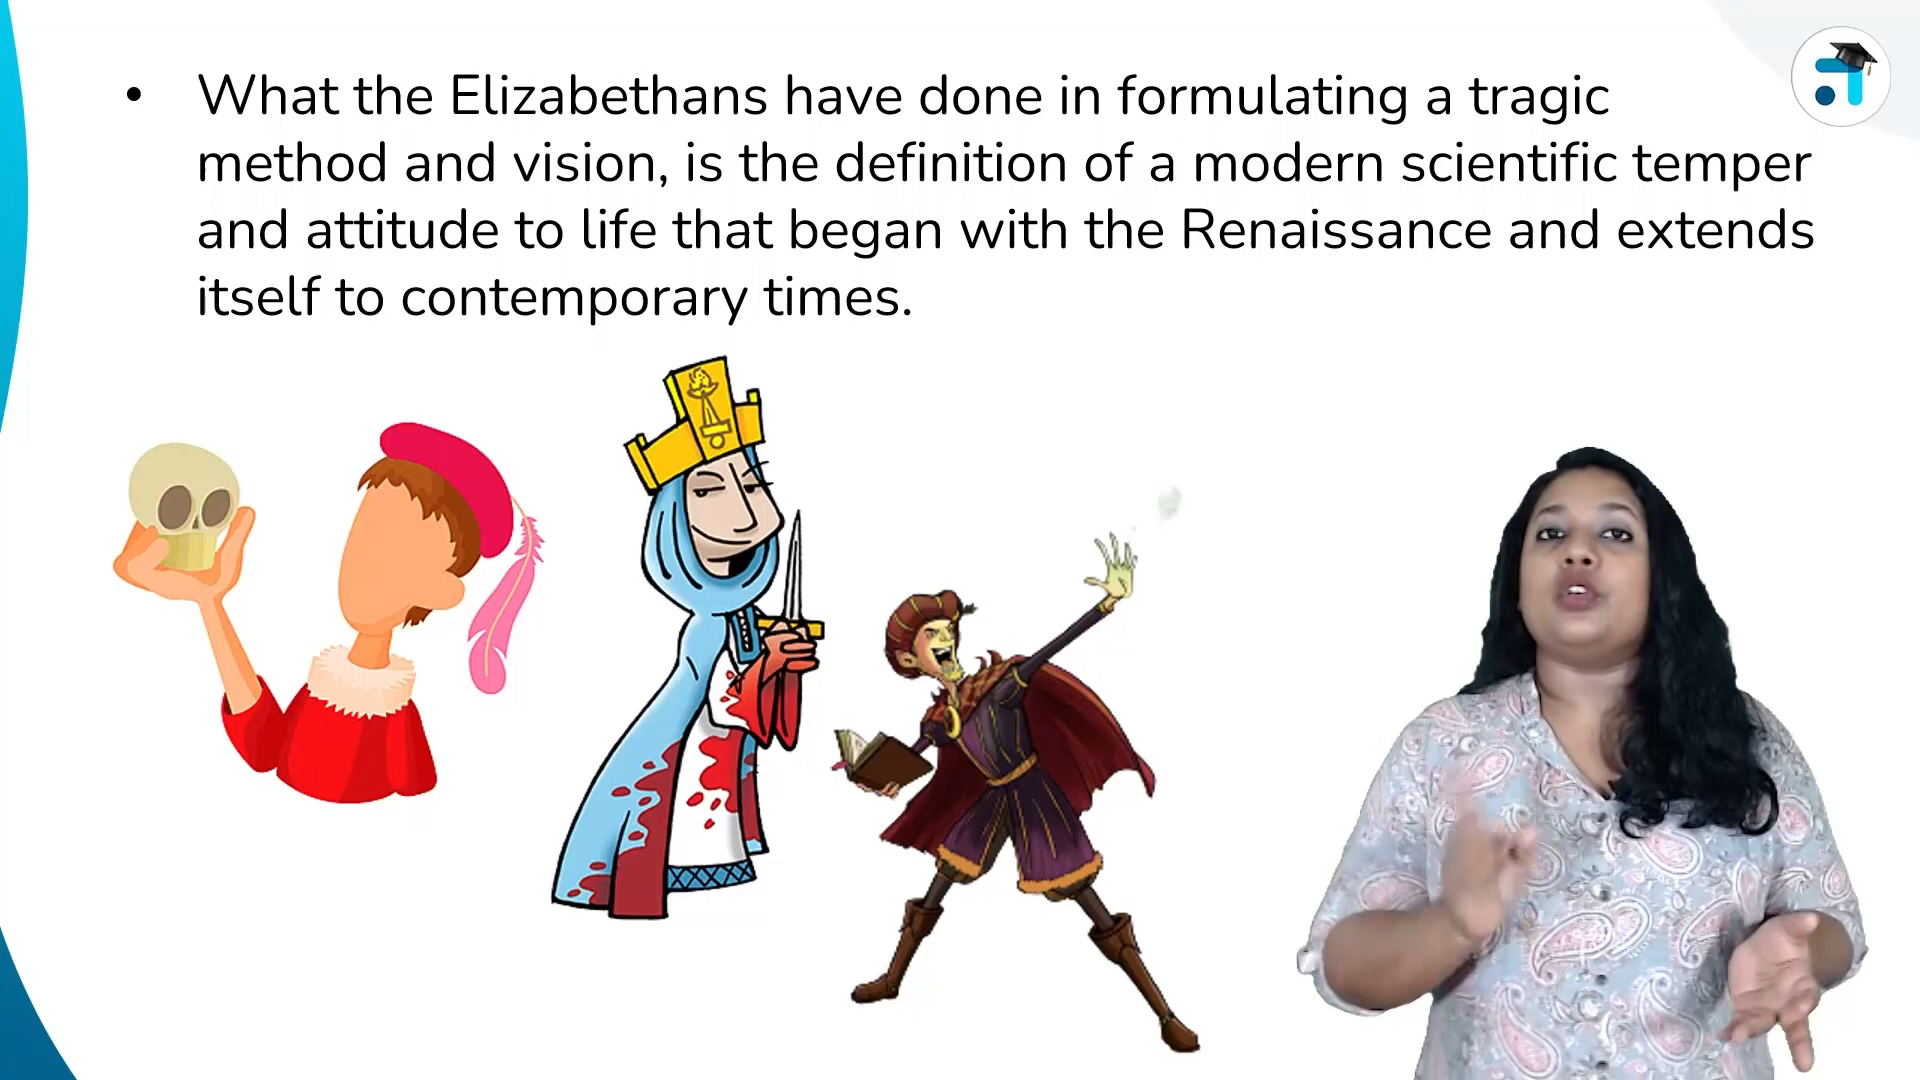 • What the Elizabethans have done in formulating a tragic
method and vision, is the definition of a modern scientific temper
and attitude to life that began with the Renaissance and extends
itself to contemporary times.